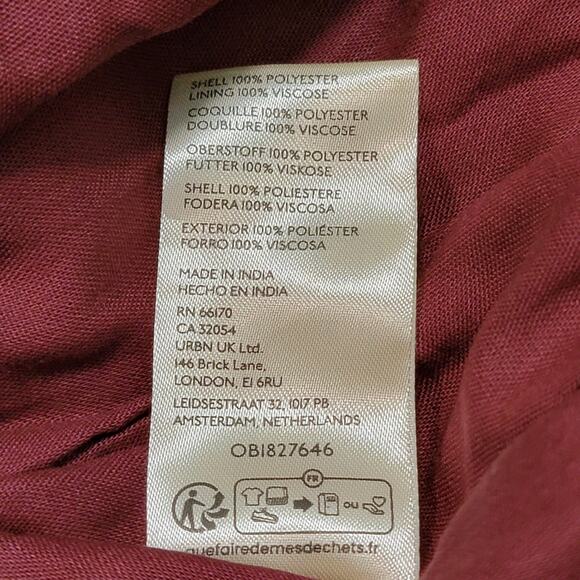 SHELL 100% POLYESTER
LINING 100% VISCOSE
COQUILLE 100% POLYESTER
DOUBLURE 100% VISCOSE
OBERSTOFF 100% POLYESTER
FUTTER 100% VISKOSE
SHELL 100% POLIESTERE
FODERA 100% VISCOSA
EXTERIOR 100% POLIÉSTER
FORRO 100% VISCOSA
MADE IN INDIA
HECHO EN INDIA
RN 66170
CA 32054
URBN UK Ltd.
146 Brick Lane,
LONDON, E1 6RU
LEIDSESTRAAT 32, 1017 PB
AMSTERDAM, NETHERLANDS
OB1827646
FR
OU
quefairedemesdechets.fr